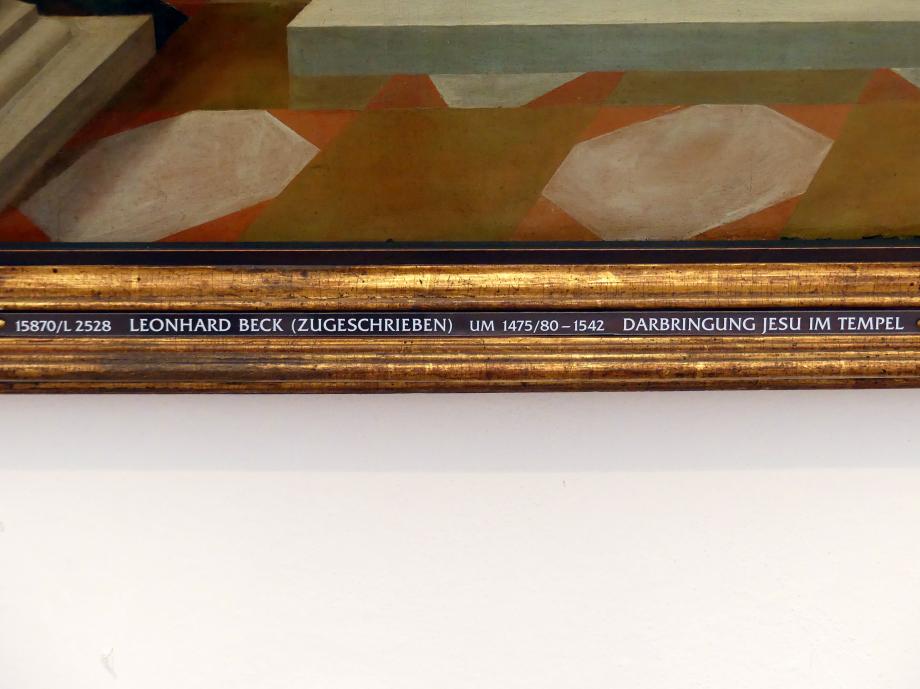 15870/L 2528 LEONHARD BECK (ZUGESCHRIEBEN) UM 1475/80–1542 DARBRINGUNG JESU IM TEMPEL